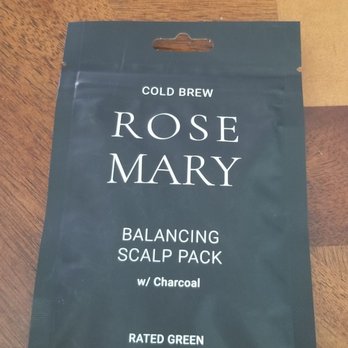 COLD BREW
ROSE
MARY
BALANCING
SCALP PACK
w/ Charcoal
RATED GREEN